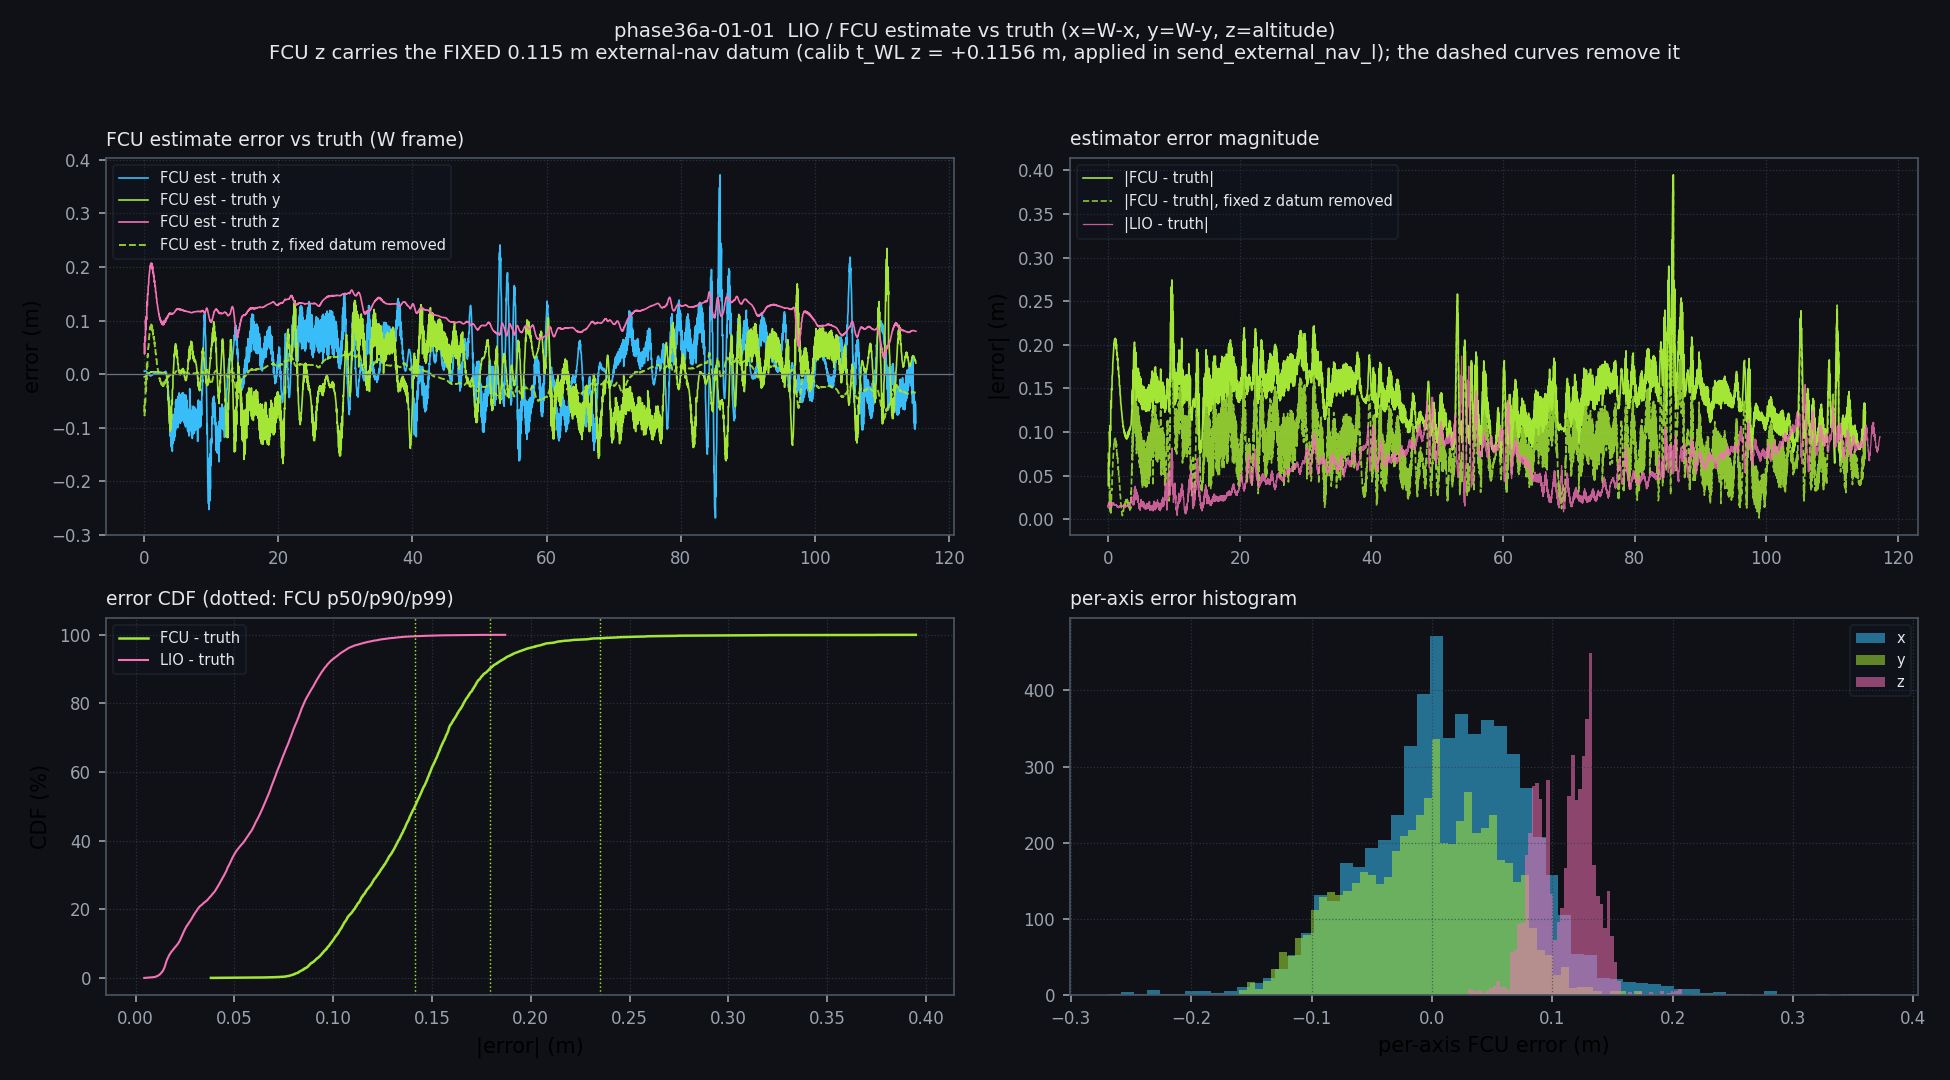 phase36a-01-01  LIO / FCU estimate vs truth (x=W-x, y=W-y, z=altitude)
FCU z carries the FIXED 0.115 m external-nav datum (calib t_WL z = +0.1156 m, applied in send_external_nav_l); the dashed curves remove it
FCU estimate error vs truth (W frame)
FCU est - truth x
FCU est - truth y
FCU est - truth z
FCU est - truth z, fixed datum removed
error (m)
0.4
0.3
0.2
0.1
0.0
−0.1
−0.2
−0.3
0 20 40 60 80 100 120
estimator error magnitude
|FCU - truth|
|FCU - truth|, fixed z datum removed
|LIO - truth|
|error| (m)
0.40
0.35
0.30
0.25
0.20
0.15
0.10
0.05
0.00
0 20 40 60 80 100 120
error CDF (dotted: FCU p50/p90/p99)
FCU - truth
LIO - truth
CDF (%)
100
80
60
40
20
0
0.00 0.05 0.10 0.15 0.20 0.25 0.30 0.35 0.40
|error| (m)
per-axis error histogram
x
y
z
400
300
200
100
0
−0.3 −0.2 −0.1 0.0 0.1 0.2 0.3 0.4
per-axis FCU error (m)